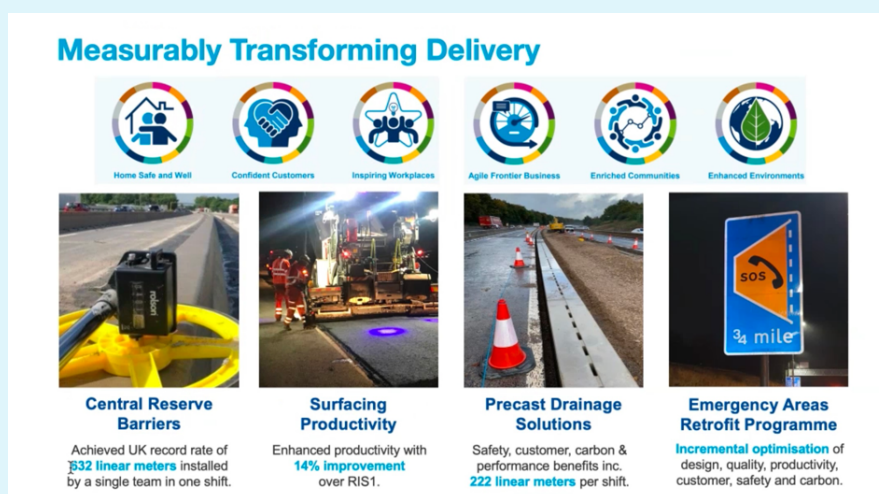 Measurably Transforming Delivery
Home Safe and Well
Confident Customers
Inspiring Workplaces
Agile Frontier Business
Enriched Communities
Enhanced Environments
SOS
3/4 mile
Central Reserve
Barriers
Achieved UK record rate of
632 linear meters installed
by a single team in one shift.
Surfacing
Productivity
Enhanced productivity with
14% improvement
over RIS1.
Precast Drainage
Solutions
Safety, customer, carbon &
performance benefits inc.
222 linear meters per shift.
Emergency Areas
Retrofit Programme
Incremental optimisation of
design, quality, productivity,
customer, safety and carbon.